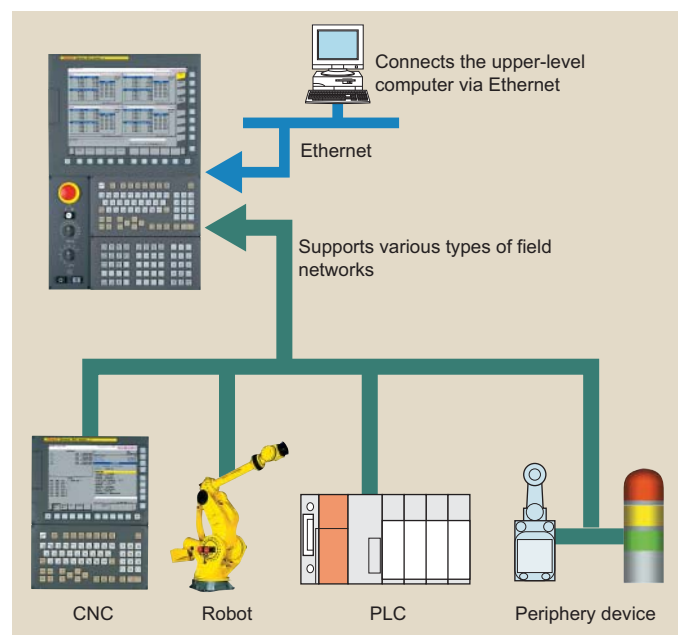 Connects the upper-level
computer via Ethernet
Ethernet
Supports various types of field
networks
CNC
Robot
PLC
Periphery device